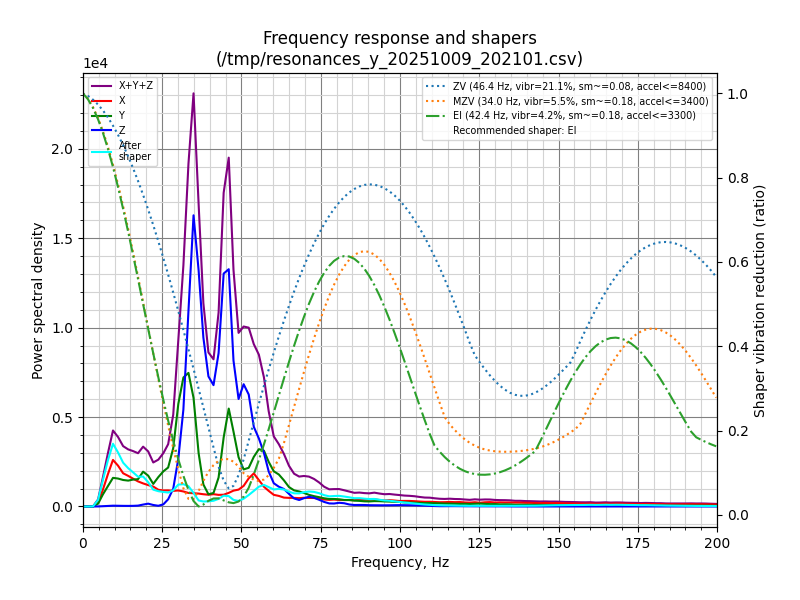 Frequency response and shapers
(/tmp/resonances_y_20251009_202101.csv)
1e4
X+Y+Z
X
Y
Z
After
shaper
ZV (46.4 Hz, vibr=21.1%, sm~=0.08, accel<=8400)
MZV (34.0 Hz, vibr=5.5%, sm~=0.18, accel<=3400)
EI (42.4 Hz, vibr=4.2%, sm~=0.18, accel<=3300)
Recommended shaper: EI
Power spectral density
2.0
1.5
1.0
0.5
0.0
1.0
0.8
0.6
0.4
0.2
0.0
Shaper vibration reduction (ratio)
0 25 50 75 100 125 150 175 200
Frequency, Hz